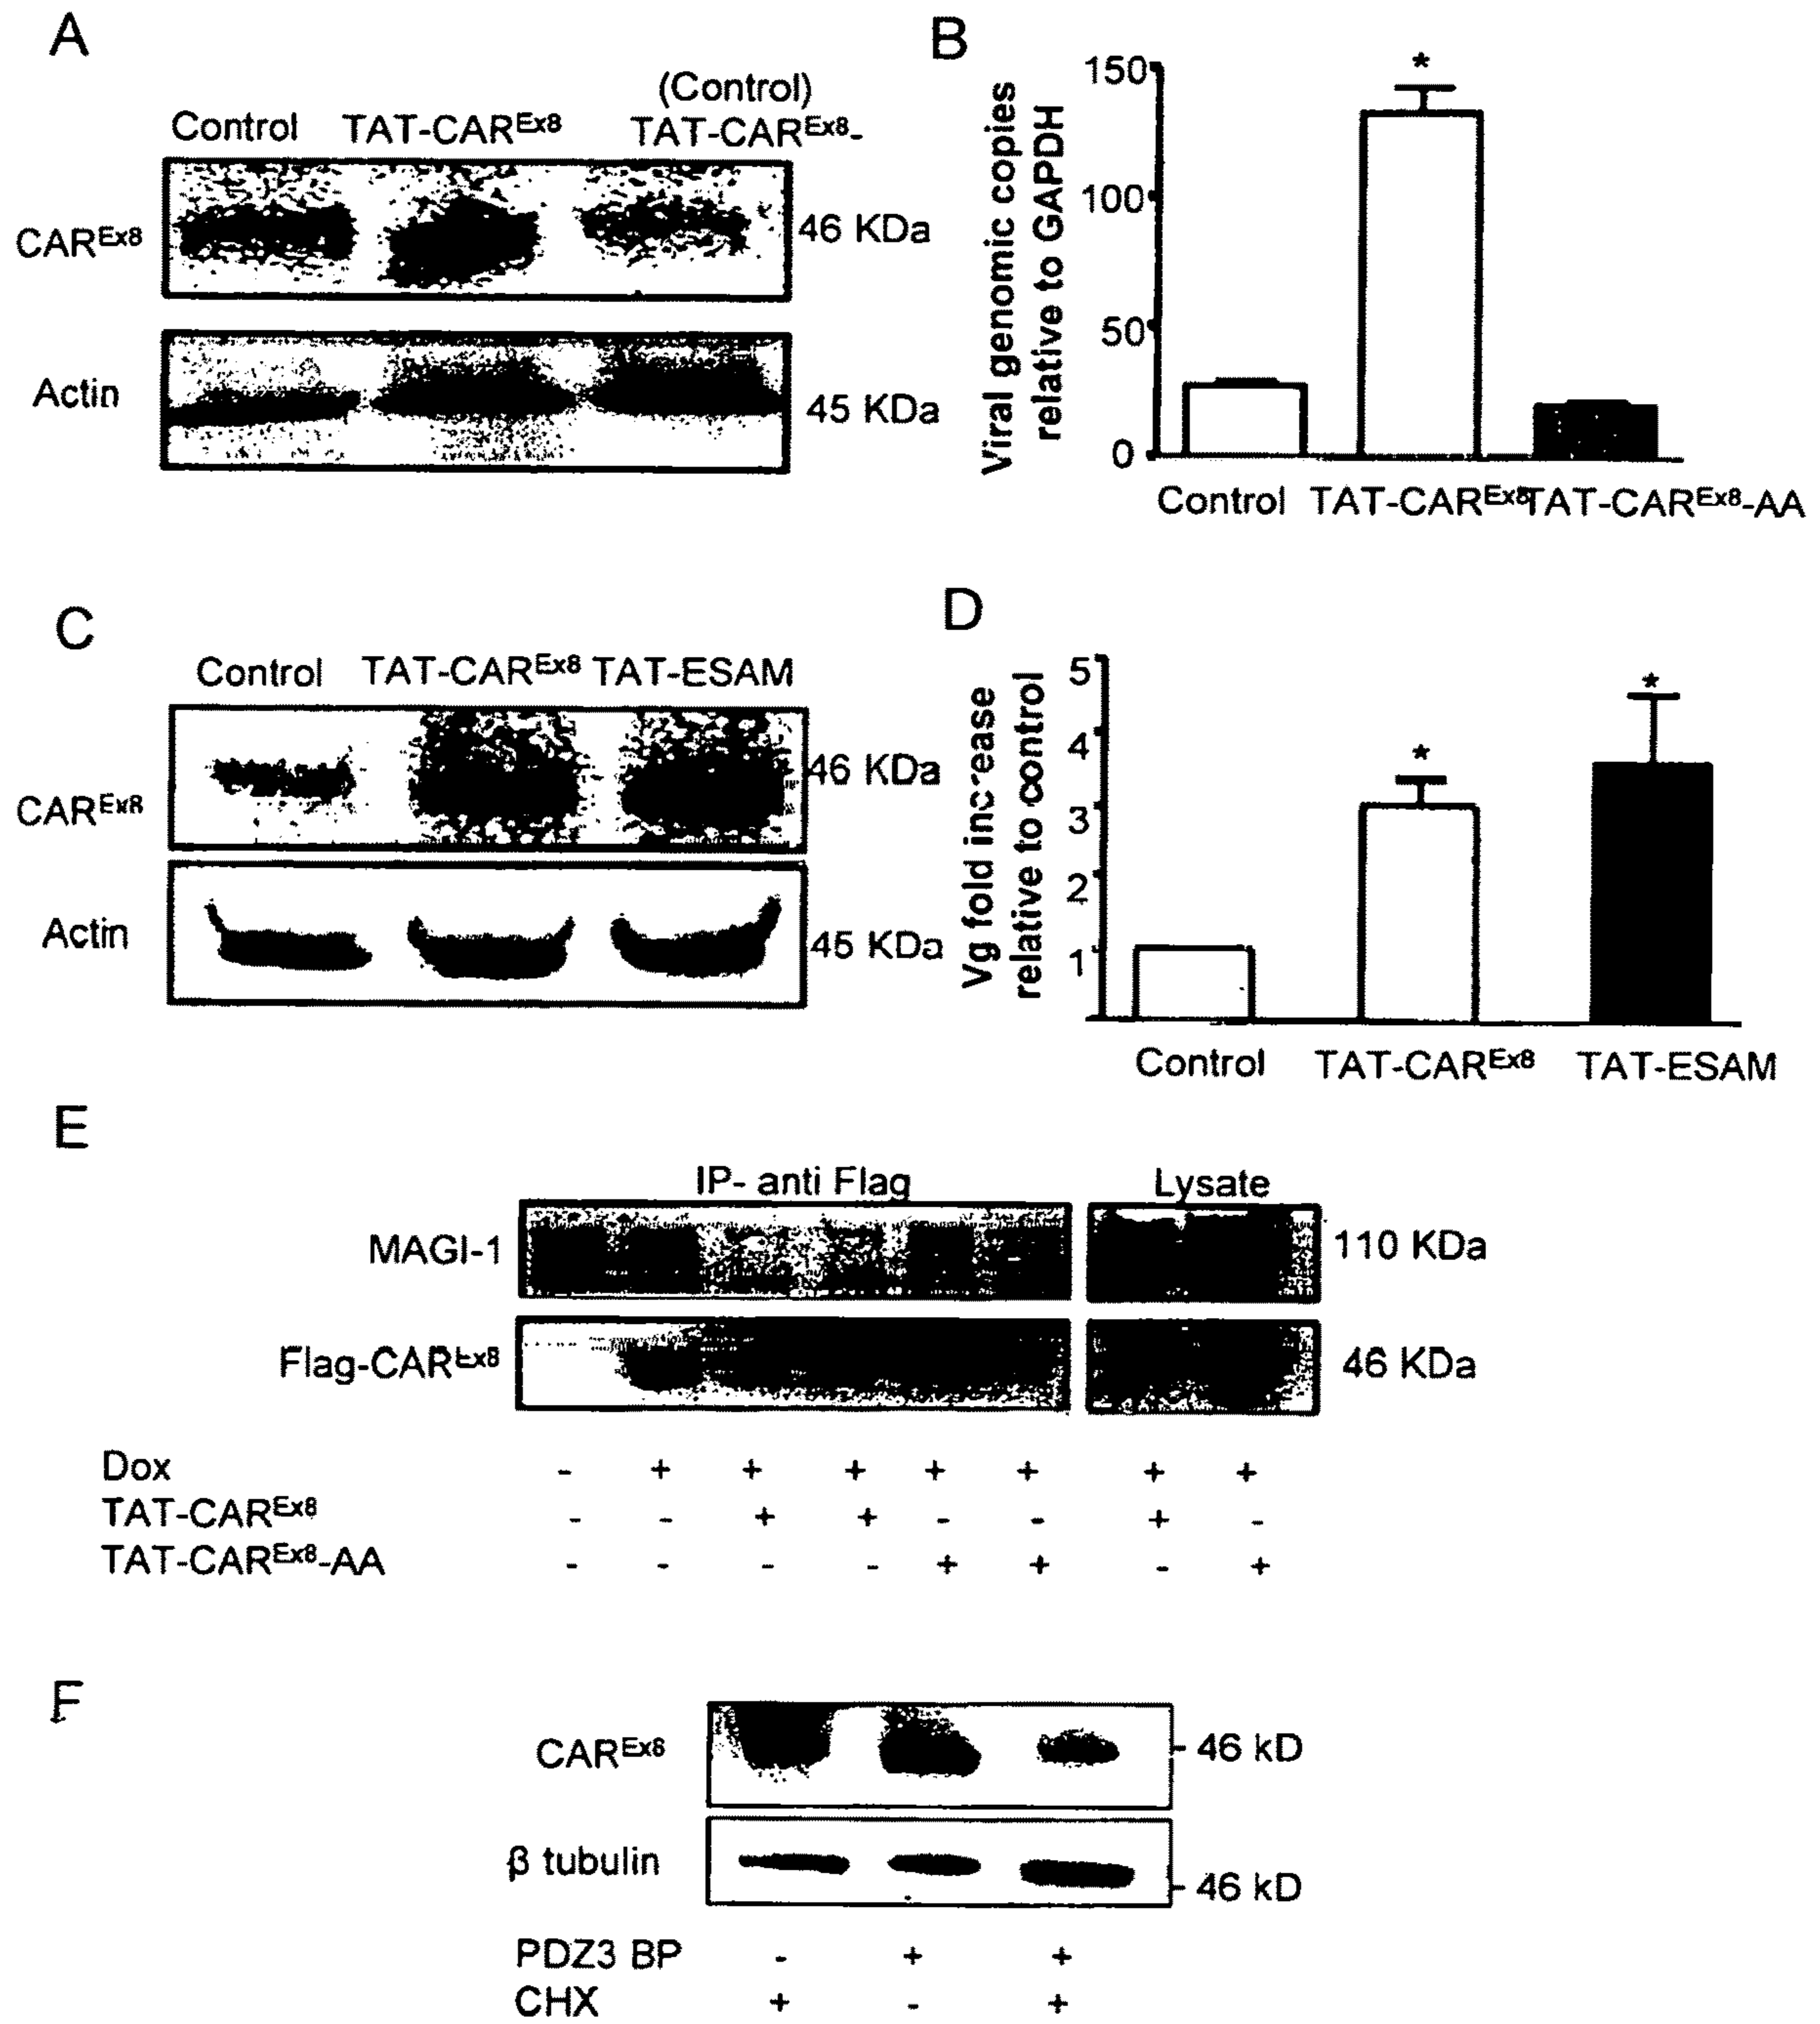 A
(Control)
Control TAT-CAR^Ex8 TAT-CAR^Ex8-
CAR^Ex8 46 KDa
Actin 45 KDa
B
Viral genomic copies
relative to GAPDH
150
100
50
0
*
Control TAT-CAR^Ex8 TAT-CAR^Ex8-AA
C
Control TAT-CAR^Ex8 TAT-ESAM
CAR^Ex8 46 KDa
Actin 45 KDa
D
Vg fold increase
relative to control
5
4
3
2
1
* *
Control TAT-CAR^Ex8 TAT-ESAM
E
IP- anti Flag Lysate
MAGI-1 110 KDa
Flag-CAR^Ex8 46 KDa
Dox - + + + + + + +
TAT-CAR^Ex8 - - + + - - + -
TAT-CAR^Ex8-AA - - - - + + - +
F
CAR^Ex8 46 kD
β tubulin 46 kD
PDZ3 BP - + +
CHX + - +